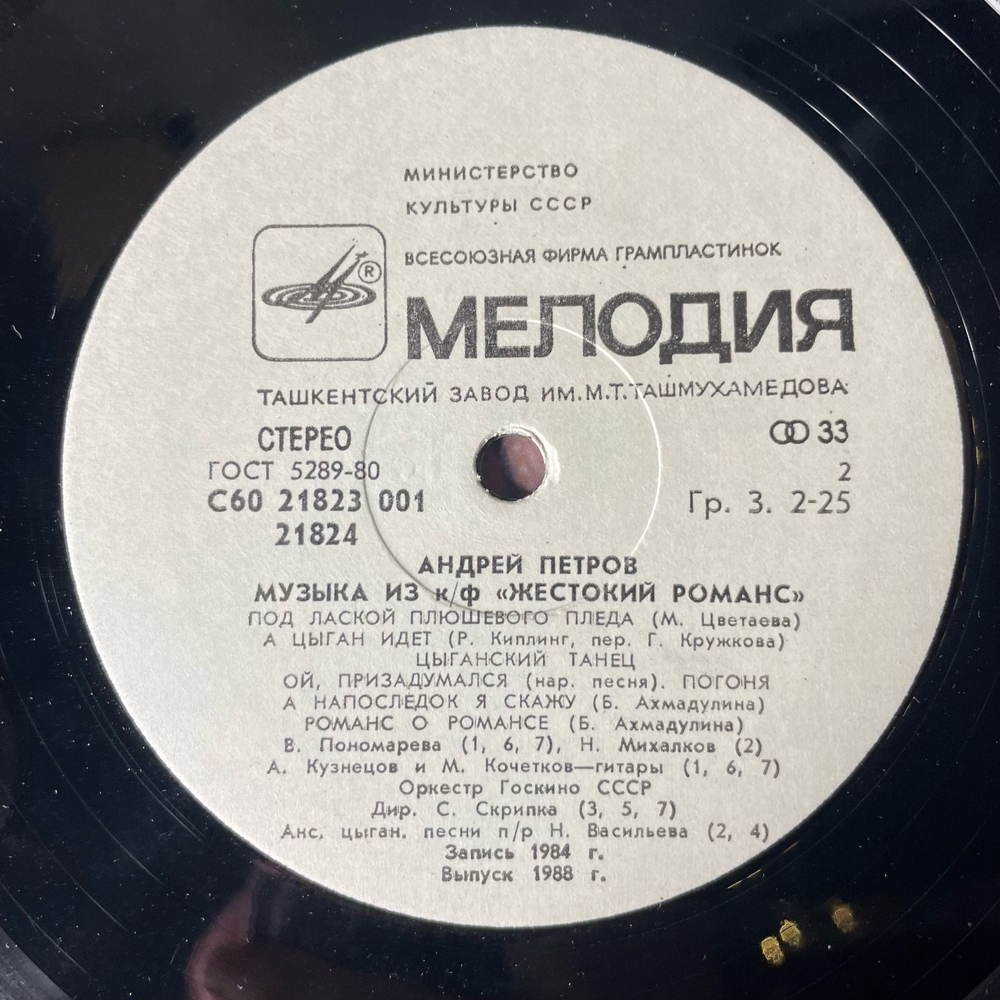 МИНИСТЕРСТВО
КУЛЬТУРЫ СССР
ВСЕСОЮЗНАЯ ФИРМА ГРАМПЛАСТИНОК
®
МЕЛОДИЯ
ТАШКЕНТСКИЙ ЗАВОД ИМ.М.Т.ТАШМУХАМЕДОВА
СТЕРЕО
33
ГОСТ 5289-80
2
С60 21823 001
Гр. 3. 2-25
21824
АНДРЕЙ ПЕТРОВ
МУЗЫКА ИЗ к/ф «ЖЕСТОКИЙ РОМАНС»
ПОД ЛАСКОЙ ПЛЮШЕВОГО ПЛЕДА (М. Цветаева)
А ЦЫГАН ИДЕТ (Р. Киплинг, пер. Г. Кружкова)
ЦЫГАНСКИЙ ТАНЕЦ
ОЙ, ПРИЗАДУМАЛСЯ (нар. песня). ПОГОНЯ
А НАПОСЛЕДОК Я СКАЖУ (Б. Ахмадулина)
РОМАНС О РОМАНСЕ (Б. Ахмадулина)
В. Пономарева (1, 6, 7), Н. Михалков (2)
А. Кузнецов и М. Кочетков—гитары (1, 6, 7)
Оркестр Госкино СССР
Дир. С. Скрипка (3, 5, 7)
Анс. цыган. песни п/р Н. Васильева (2, 4)
Запись 1984 г.
Выпуск 1988 г.